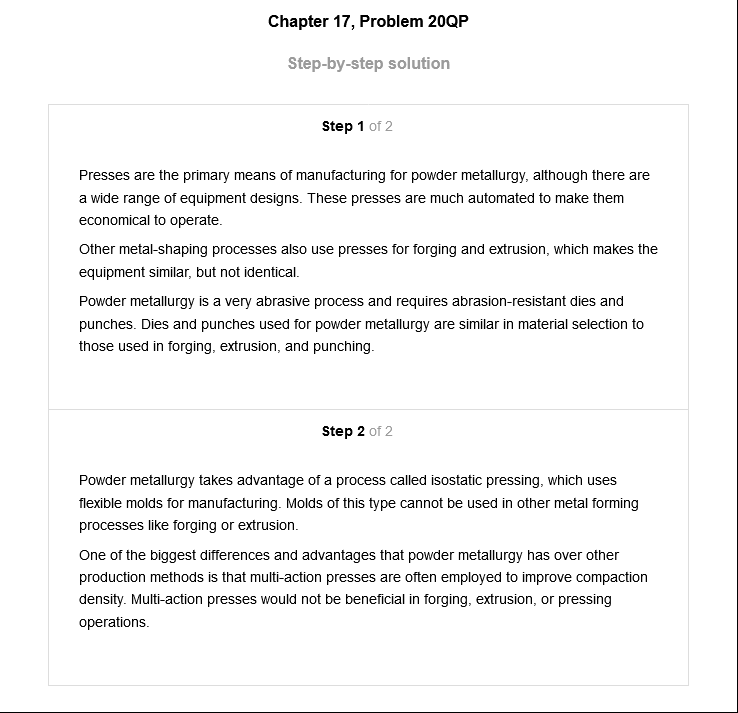 Chapter 17, Problem 20QP
Step-by-step solution
Step 1 of 2
Presses are the primary means of manufacturing for powder metallurgy, although there are
a wide range of equipment designs. These presses are much automated to make them
economical to operate.
Other metal-shaping processes also use presses for forging and extrusion, which makes the
equipment similar, but not identical.
Powder metallurgy is a very abrasive process and requires abrasion-resistant dies and
punches. Dies and punches used for powder metallurgy are similar in material selection to
those used in forging, extrusion, and punching.
Step 2 of 2
Powder metallurgy takes advantage of a process called isostatic pressing, which uses
flexible molds for manufacturing. Molds of this type cannot be used in other metal forming
processes like forging or extrusion.
One of the biggest differences and advantages that powder metallurgy has over other
production methods is that multi-action presses are often employed to improve compaction
density. Multi-action presses would not be beneficial in forging, extrusion, or pressing
operations.